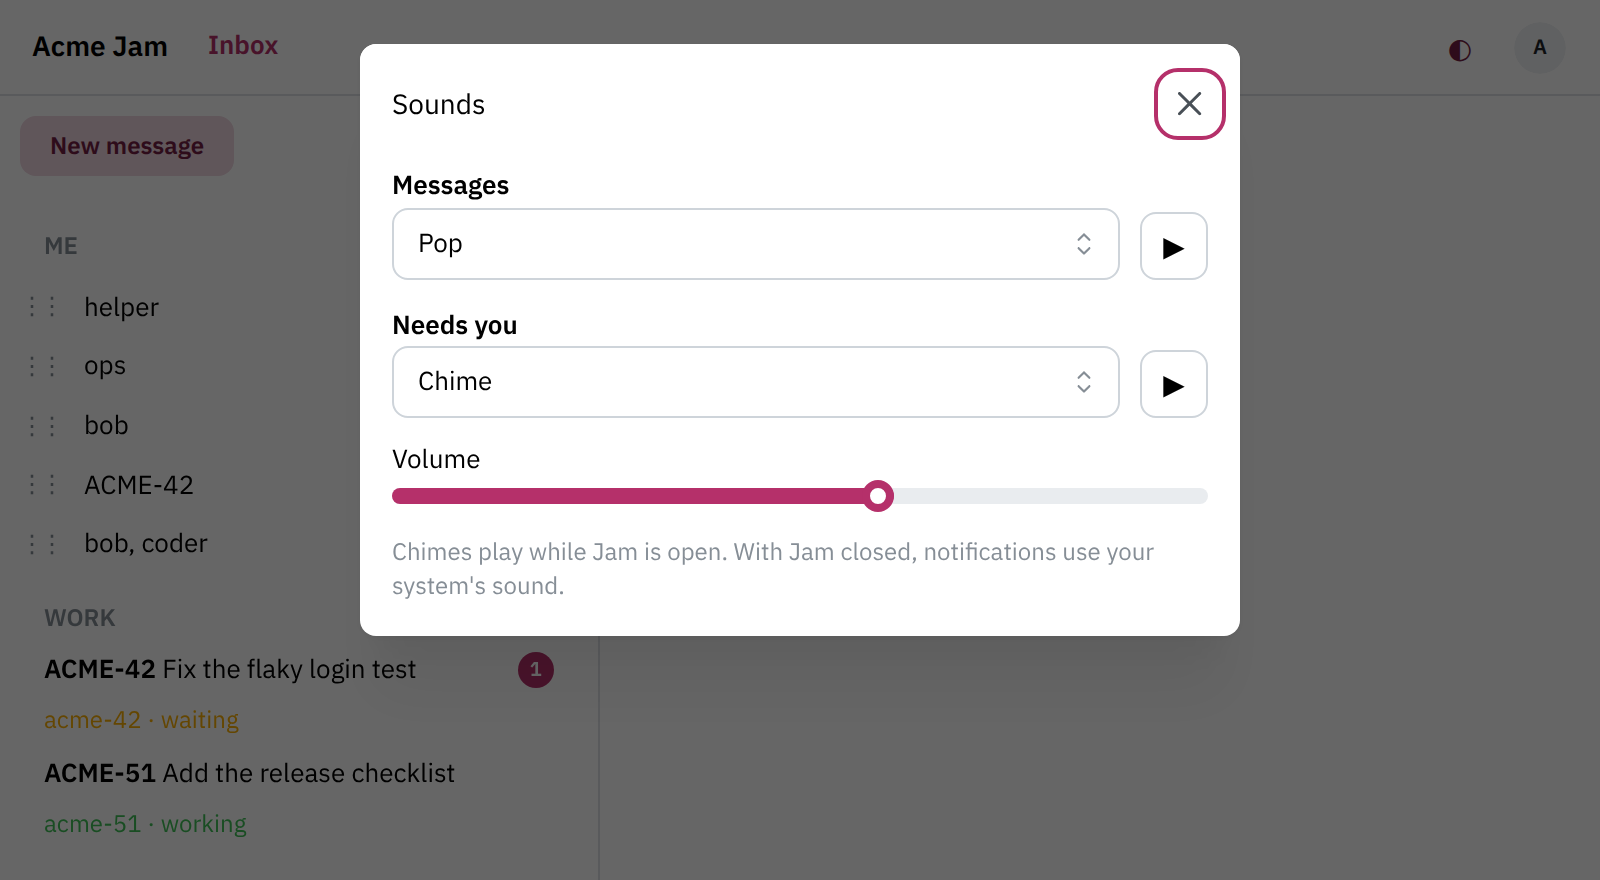 Acme Jam
Inbox
A
New message
ME
helper
ops
bob
ACME-42
bob, coder
WORK
ACME-42 Fix the flaky login test
1
acme-42 · waiting
ACME-51 Add the release checklist
acme-51 · working
Sounds
Messages
Pop
Needs you
Chime
Volume
Chimes play while Jam is open. With Jam closed, notifications use your
system's sound.